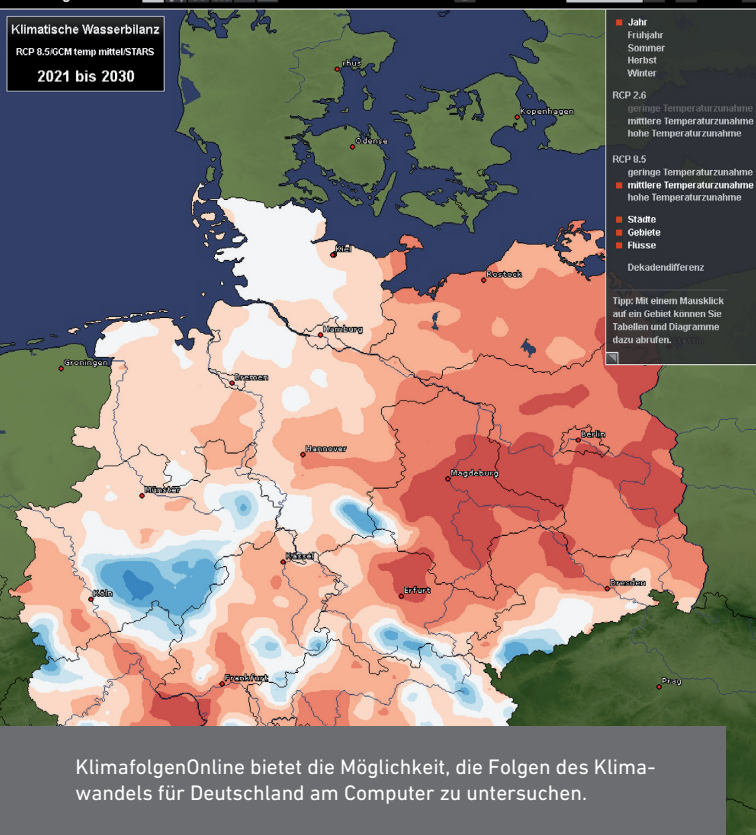 Klimatische Wasserbilanz
RCP 8.5/GCM temp mittel/STARS
2021 bis 2030
Jahr
Frühjahr
Sommer
Herbst
Winter
RCP 2.6
geringe Temperaturzunahme
mittlere Temperaturzunahme
hohe Temperaturzunahme
RCP 8.5
geringe Temperaturzunahme
mittlere Temperaturzunahme
hohe Temperaturzunahme
Städte
Gebiete
Flüsse
Dekadendifferenz
Tipp: Mit einem Mausklick
auf ein Gebiet können Sie
Tabellen und Diagramme
dazu abrufen.
rhus
Kopenhagen
Odense
Kiel
Rostock
Hamburg
Groningen
Bremen
Berlin
Hannover
Magdeburg
Münster
Kassel
Köln
Erfurt
Dresden
Frankfurt
Prag
KlimafolgenOnline bietet die Möglichkeit, die Folgen des Klima-
wandels für Deutschland am Computer zu untersuchen.